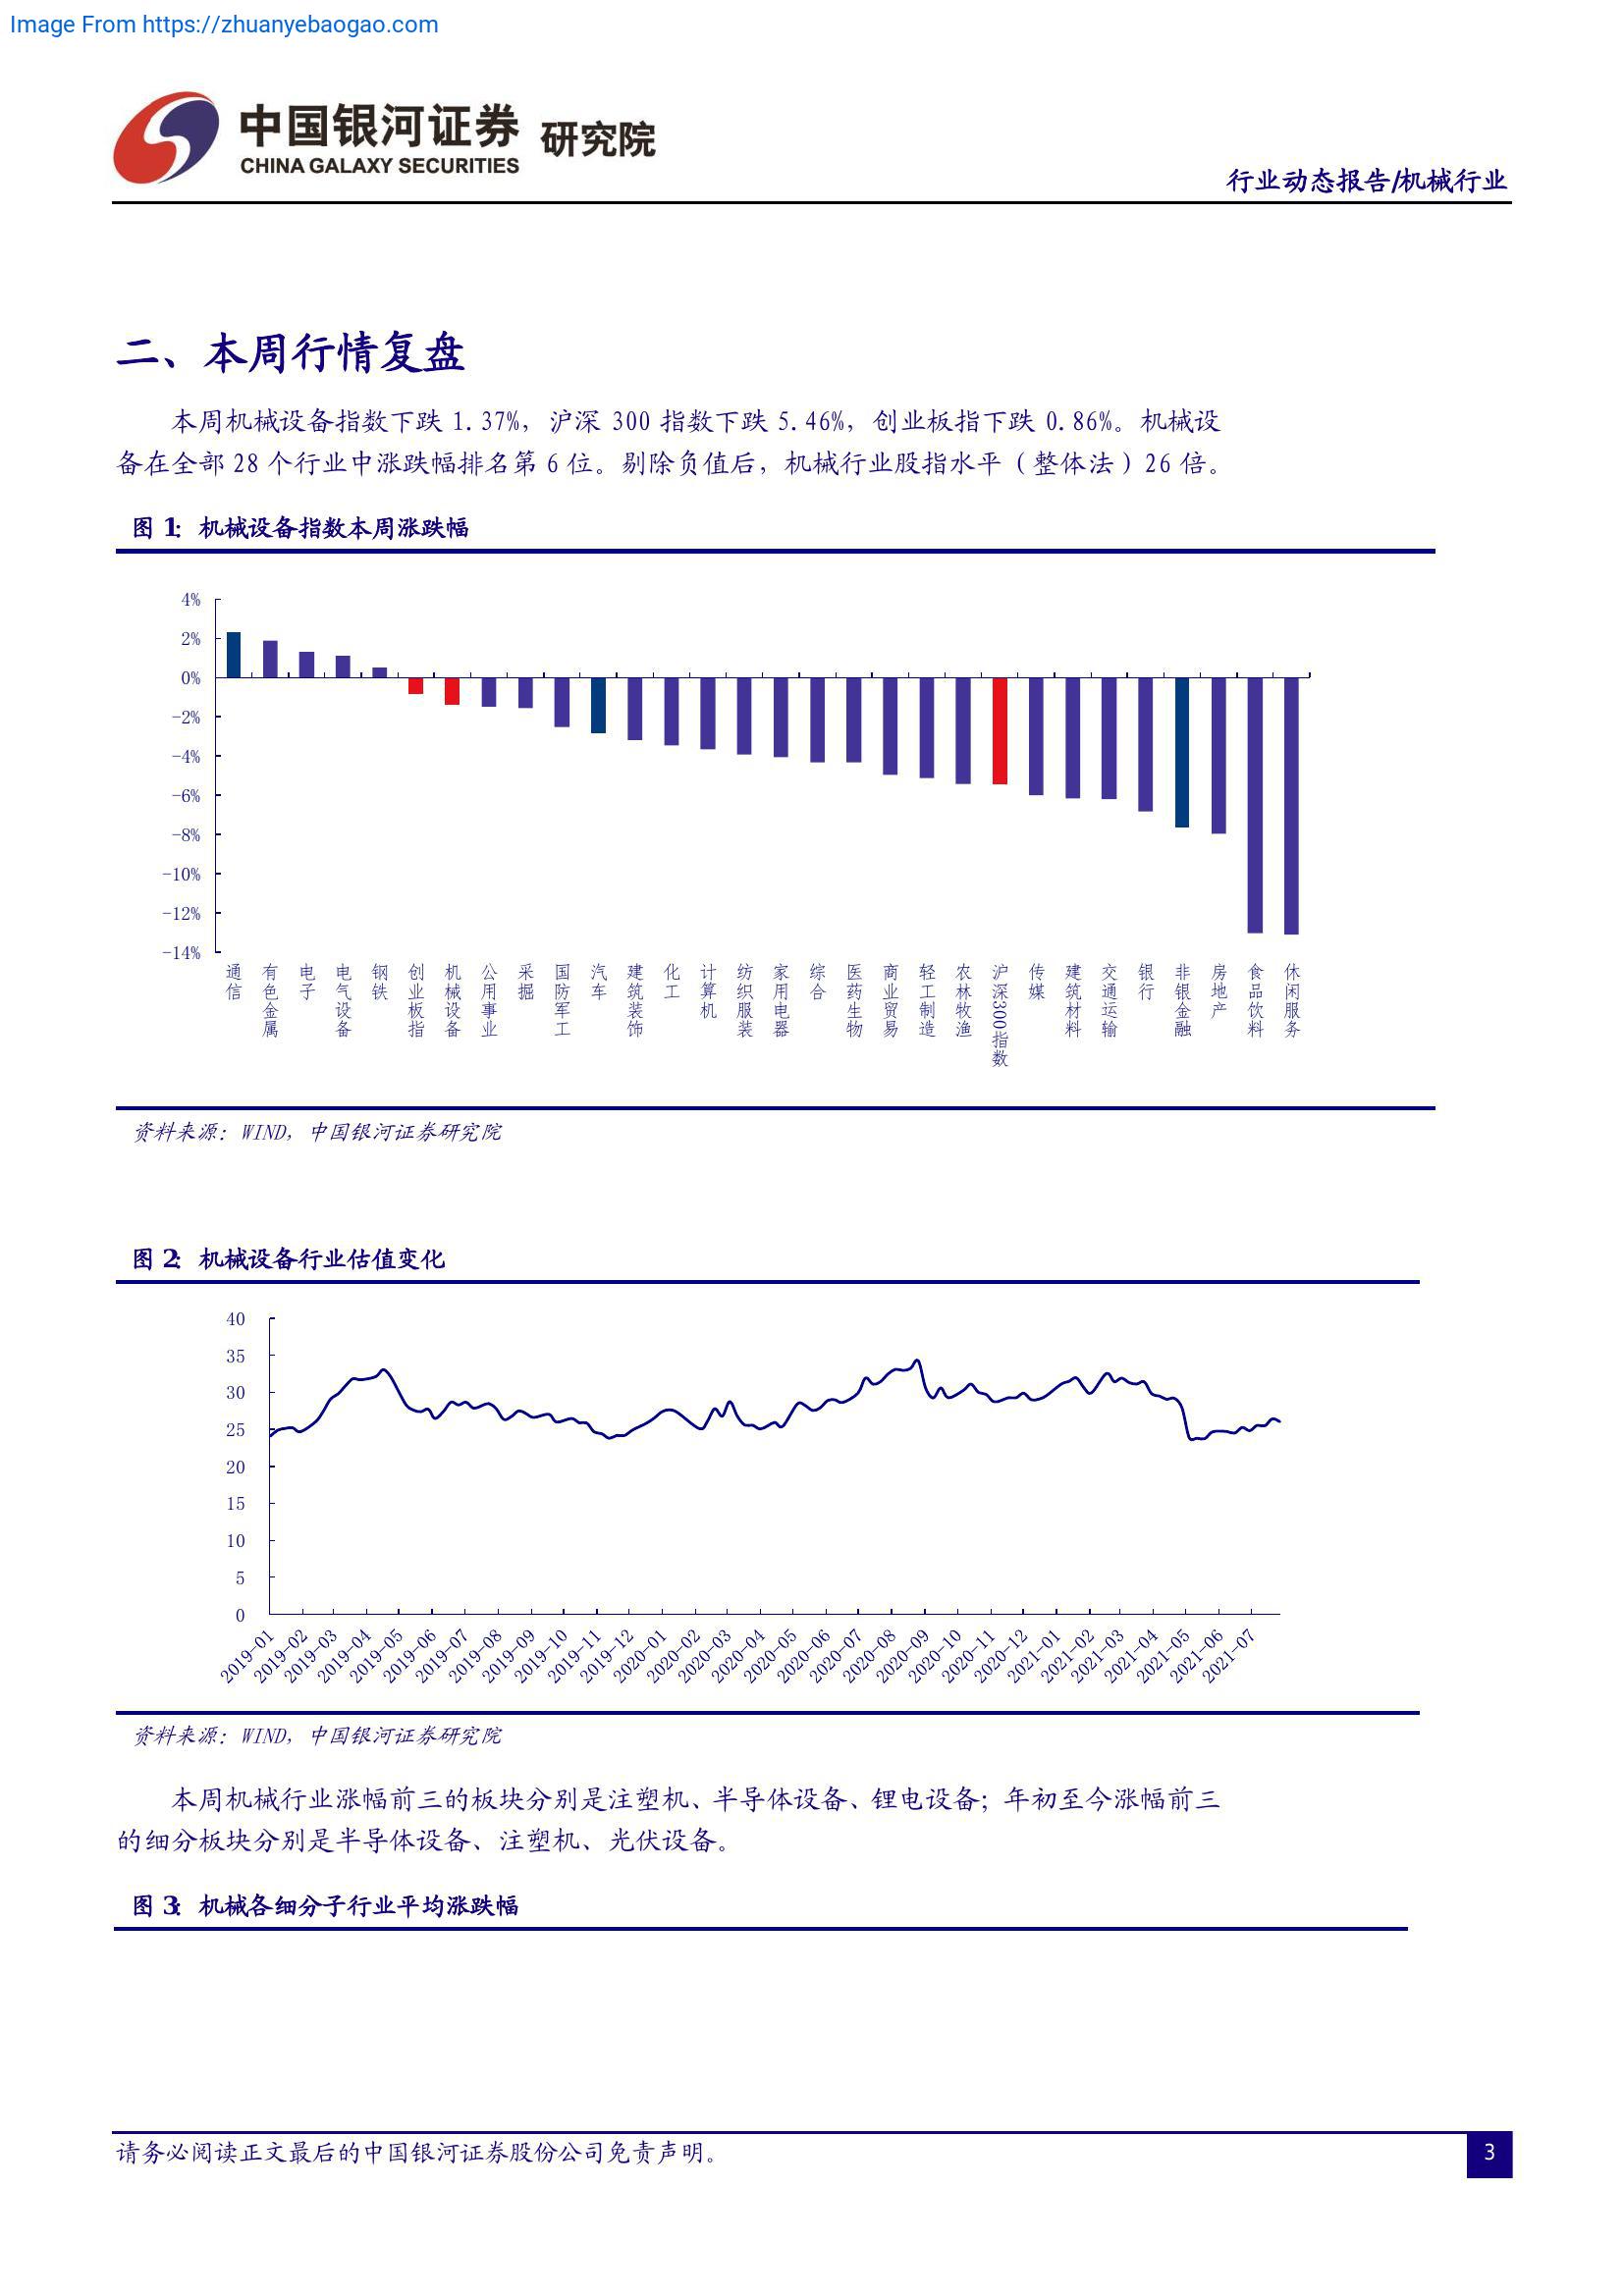 Image From https://zhuanyebaogao.com
中国银河证券 研究院
CHINA GALAXY SECURITIES
行业动态报告/机械行业
二、本周行情复盘
本周机械设备指数下跌 1.37%，沪深 300 指数下跌 5.46%，创业板指下跌 0.86%。机械设
备在全部 28 个行业中涨跌幅排名第 6 位。剔除负值后，机械行业股指水平（整体法）26 倍。
图 1： 机械设备指数本周涨跌幅
4%
2%
0%
-2%
-4%
-6%
-8%
-10%
-12%
-14%
通信
有色金属
电子
电气设备
钢铁
创业板指
机械设备
公用事业
采掘
国防军工
汽车
建筑装饰
化工
计算机
纺织服装
家用电器
综合
医药生物
商业贸易
轻工制造
农林牧渔
沪深300指数
传媒
建筑材料
交通运输
银行
非银金融
房地产
食品饮料
休闲服务
资料来源：WIND，中国银河证券研究院
图 2： 机械设备行业估值变化
40
35
30
25
20
15
10
5
0
2019-01
2019-02
2019-03
2019-04
2019-05
2019-06
2019-07
2019-08
2019-09
2019-10
2019-11
2019-12
2020-01
2020-02
2020-03
2020-04
2020-05
2020-06
2020-07
2020-08
2020-09
2020-10
2020-11
2020-12
2021-01
2021-02
2021-03
2021-04
2021-05
2021-06
2021-07
资料来源：WIND，中国银河证券研究院
本周机械行业涨幅前三的板块分别是注塑机、半导体设备、锂电设备；年初至今涨幅前三
的细分板块分别是半导体设备、注塑机、光伏设备。
图 3： 机械各细分子行业平均涨跌幅
请务必阅读正文最后的中国银河证券股份公司免责声明。
3